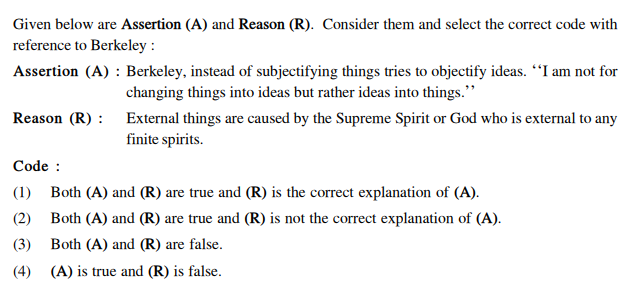 Given below are Assertion (A) and Reason (R). Consider them and select the correct code with
reference to Berkeley :
Assertion (A) : Berkeley, instead of subjectifying things tries to objectify ideas. ‘‘I am not for
changing things into ideas but rather ideas into things.’’
Reason (R) : External things are caused by the Supreme Spirit or God who is external to any
finite spirits.
Code :
(1) Both (A) and (R) are true and (R) is the correct explanation of (A).
(2) Both (A) and (R) are true and (R) is not the correct explanation of (A).
(3) Both (A) and (R) are false.
(4) (A) is true and (R) is false.